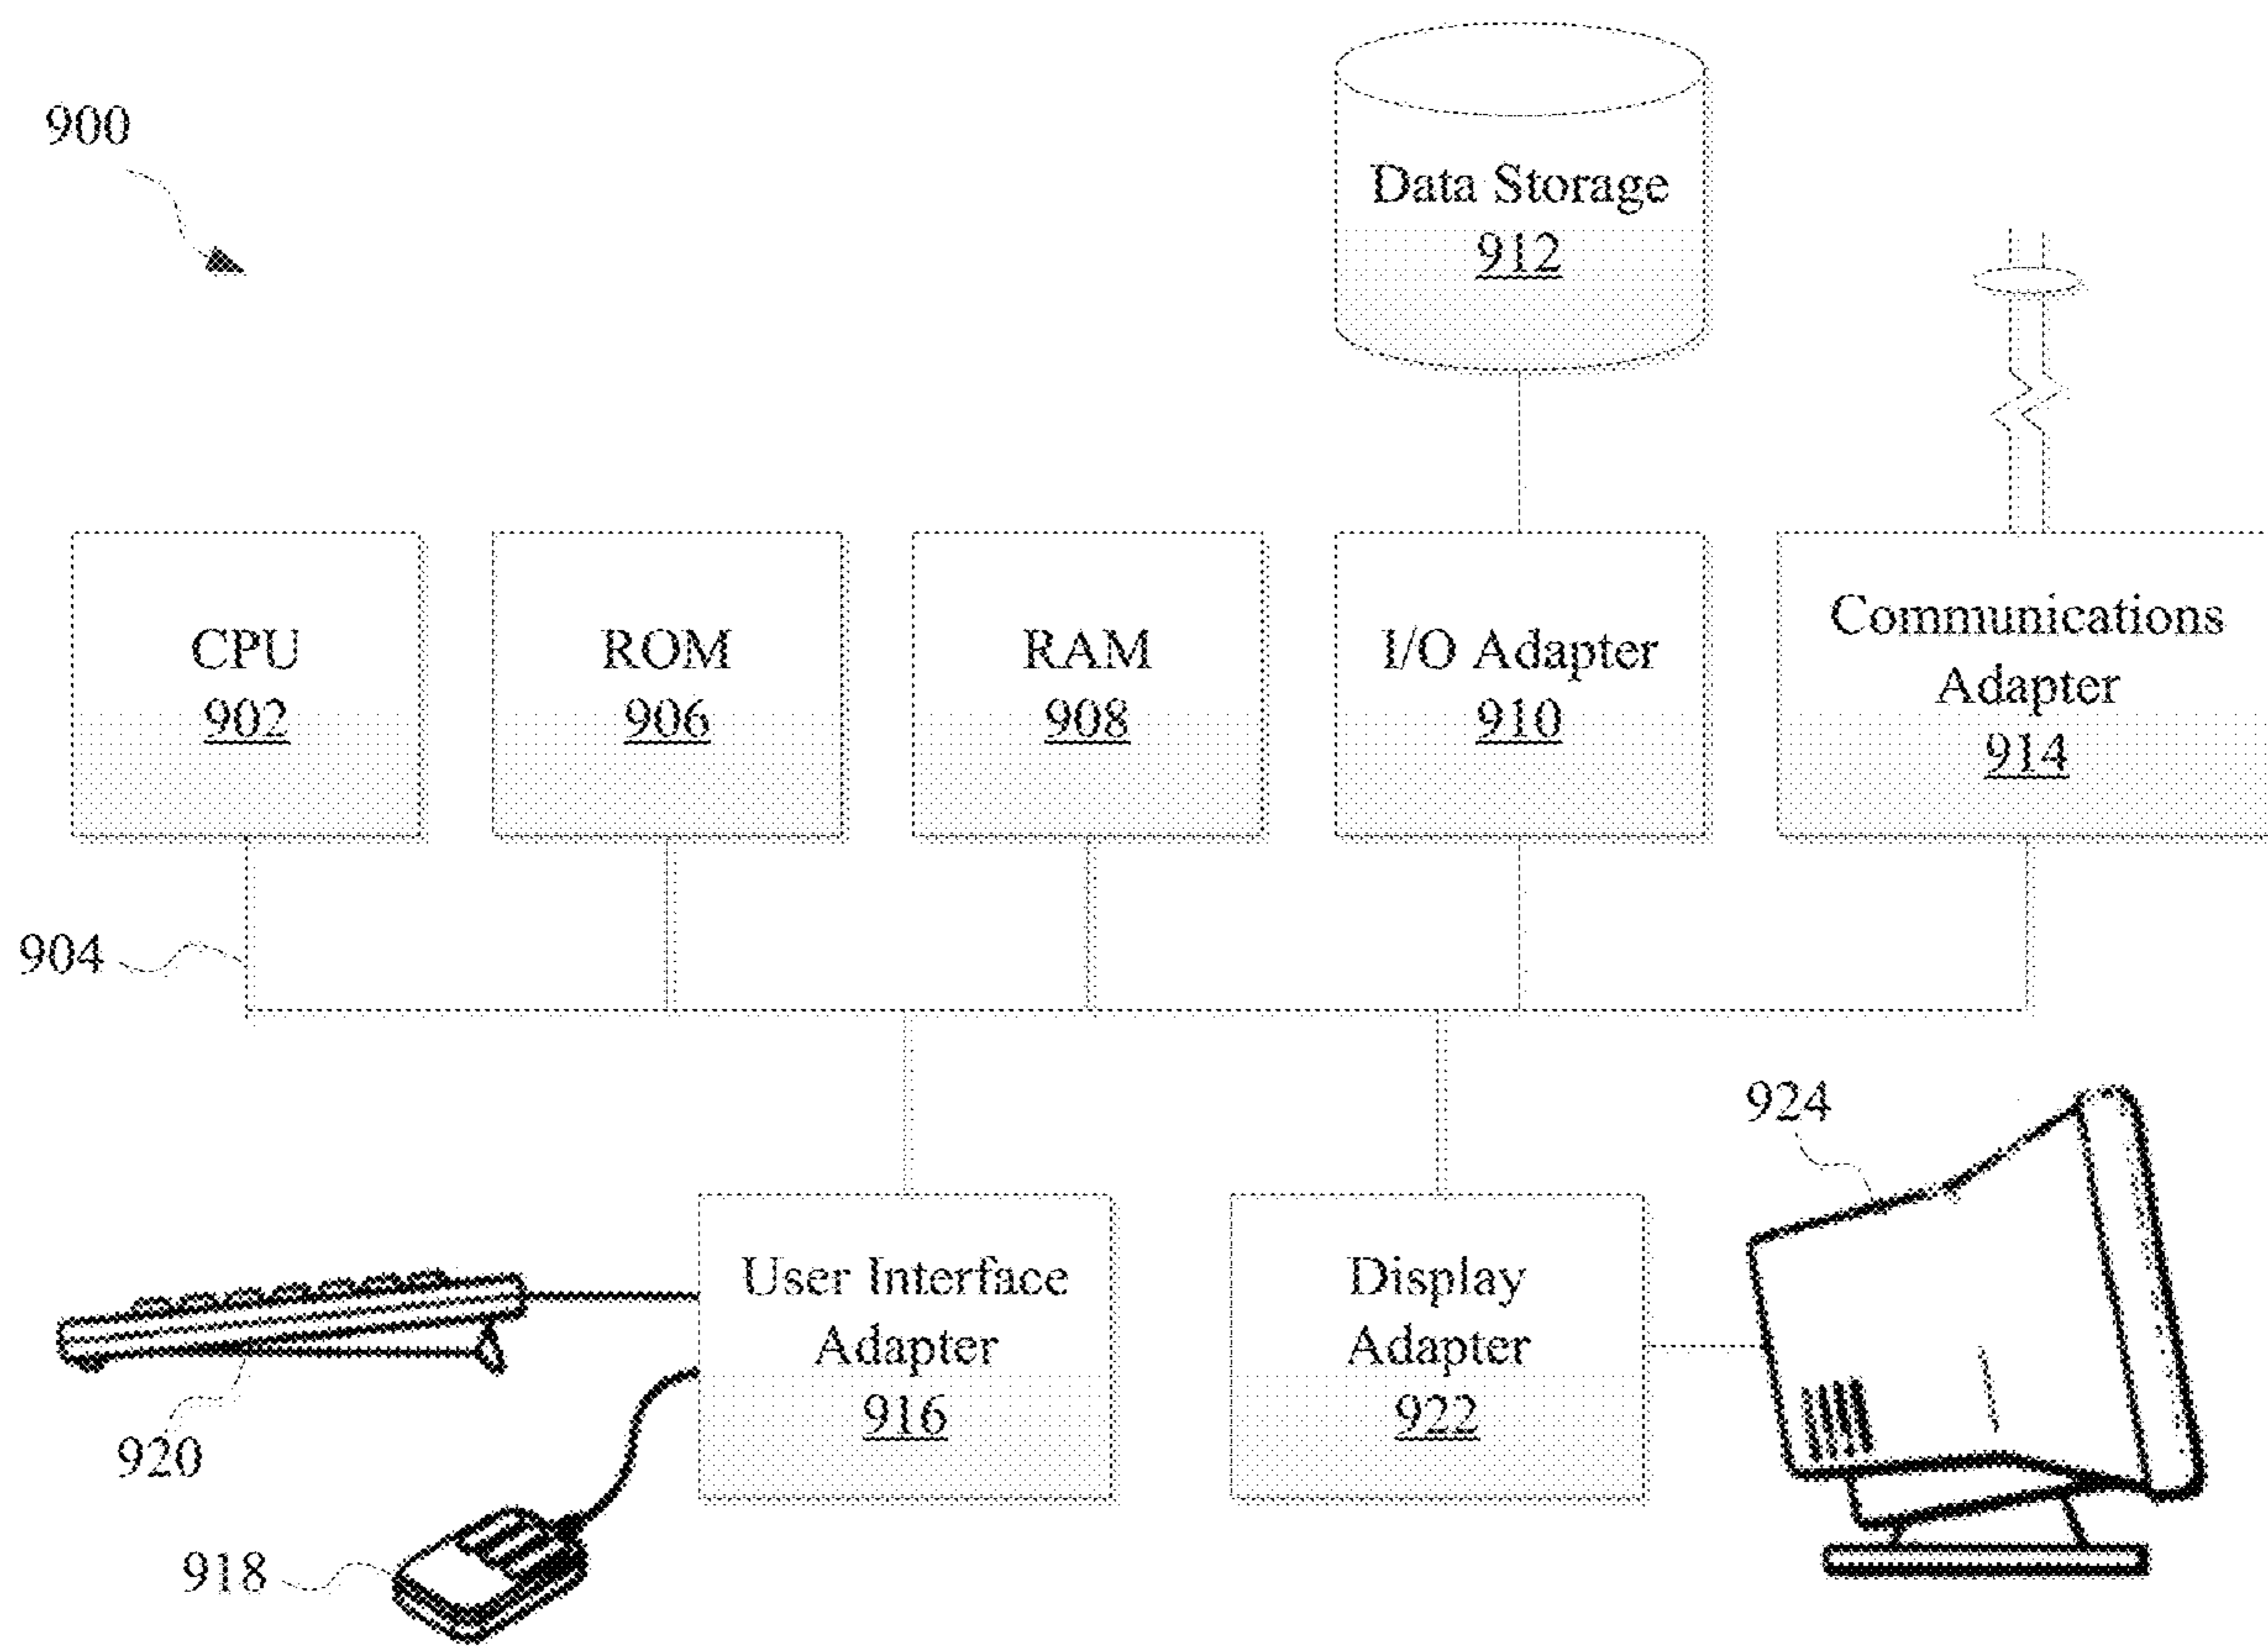 900
Data Storage
912
CPU
902
ROM
906
RAM
908
I/O Adapter
910
Communications
Adapter
914
904
924
User Interface
Adapter
916
Display
Adapter
922
920
918